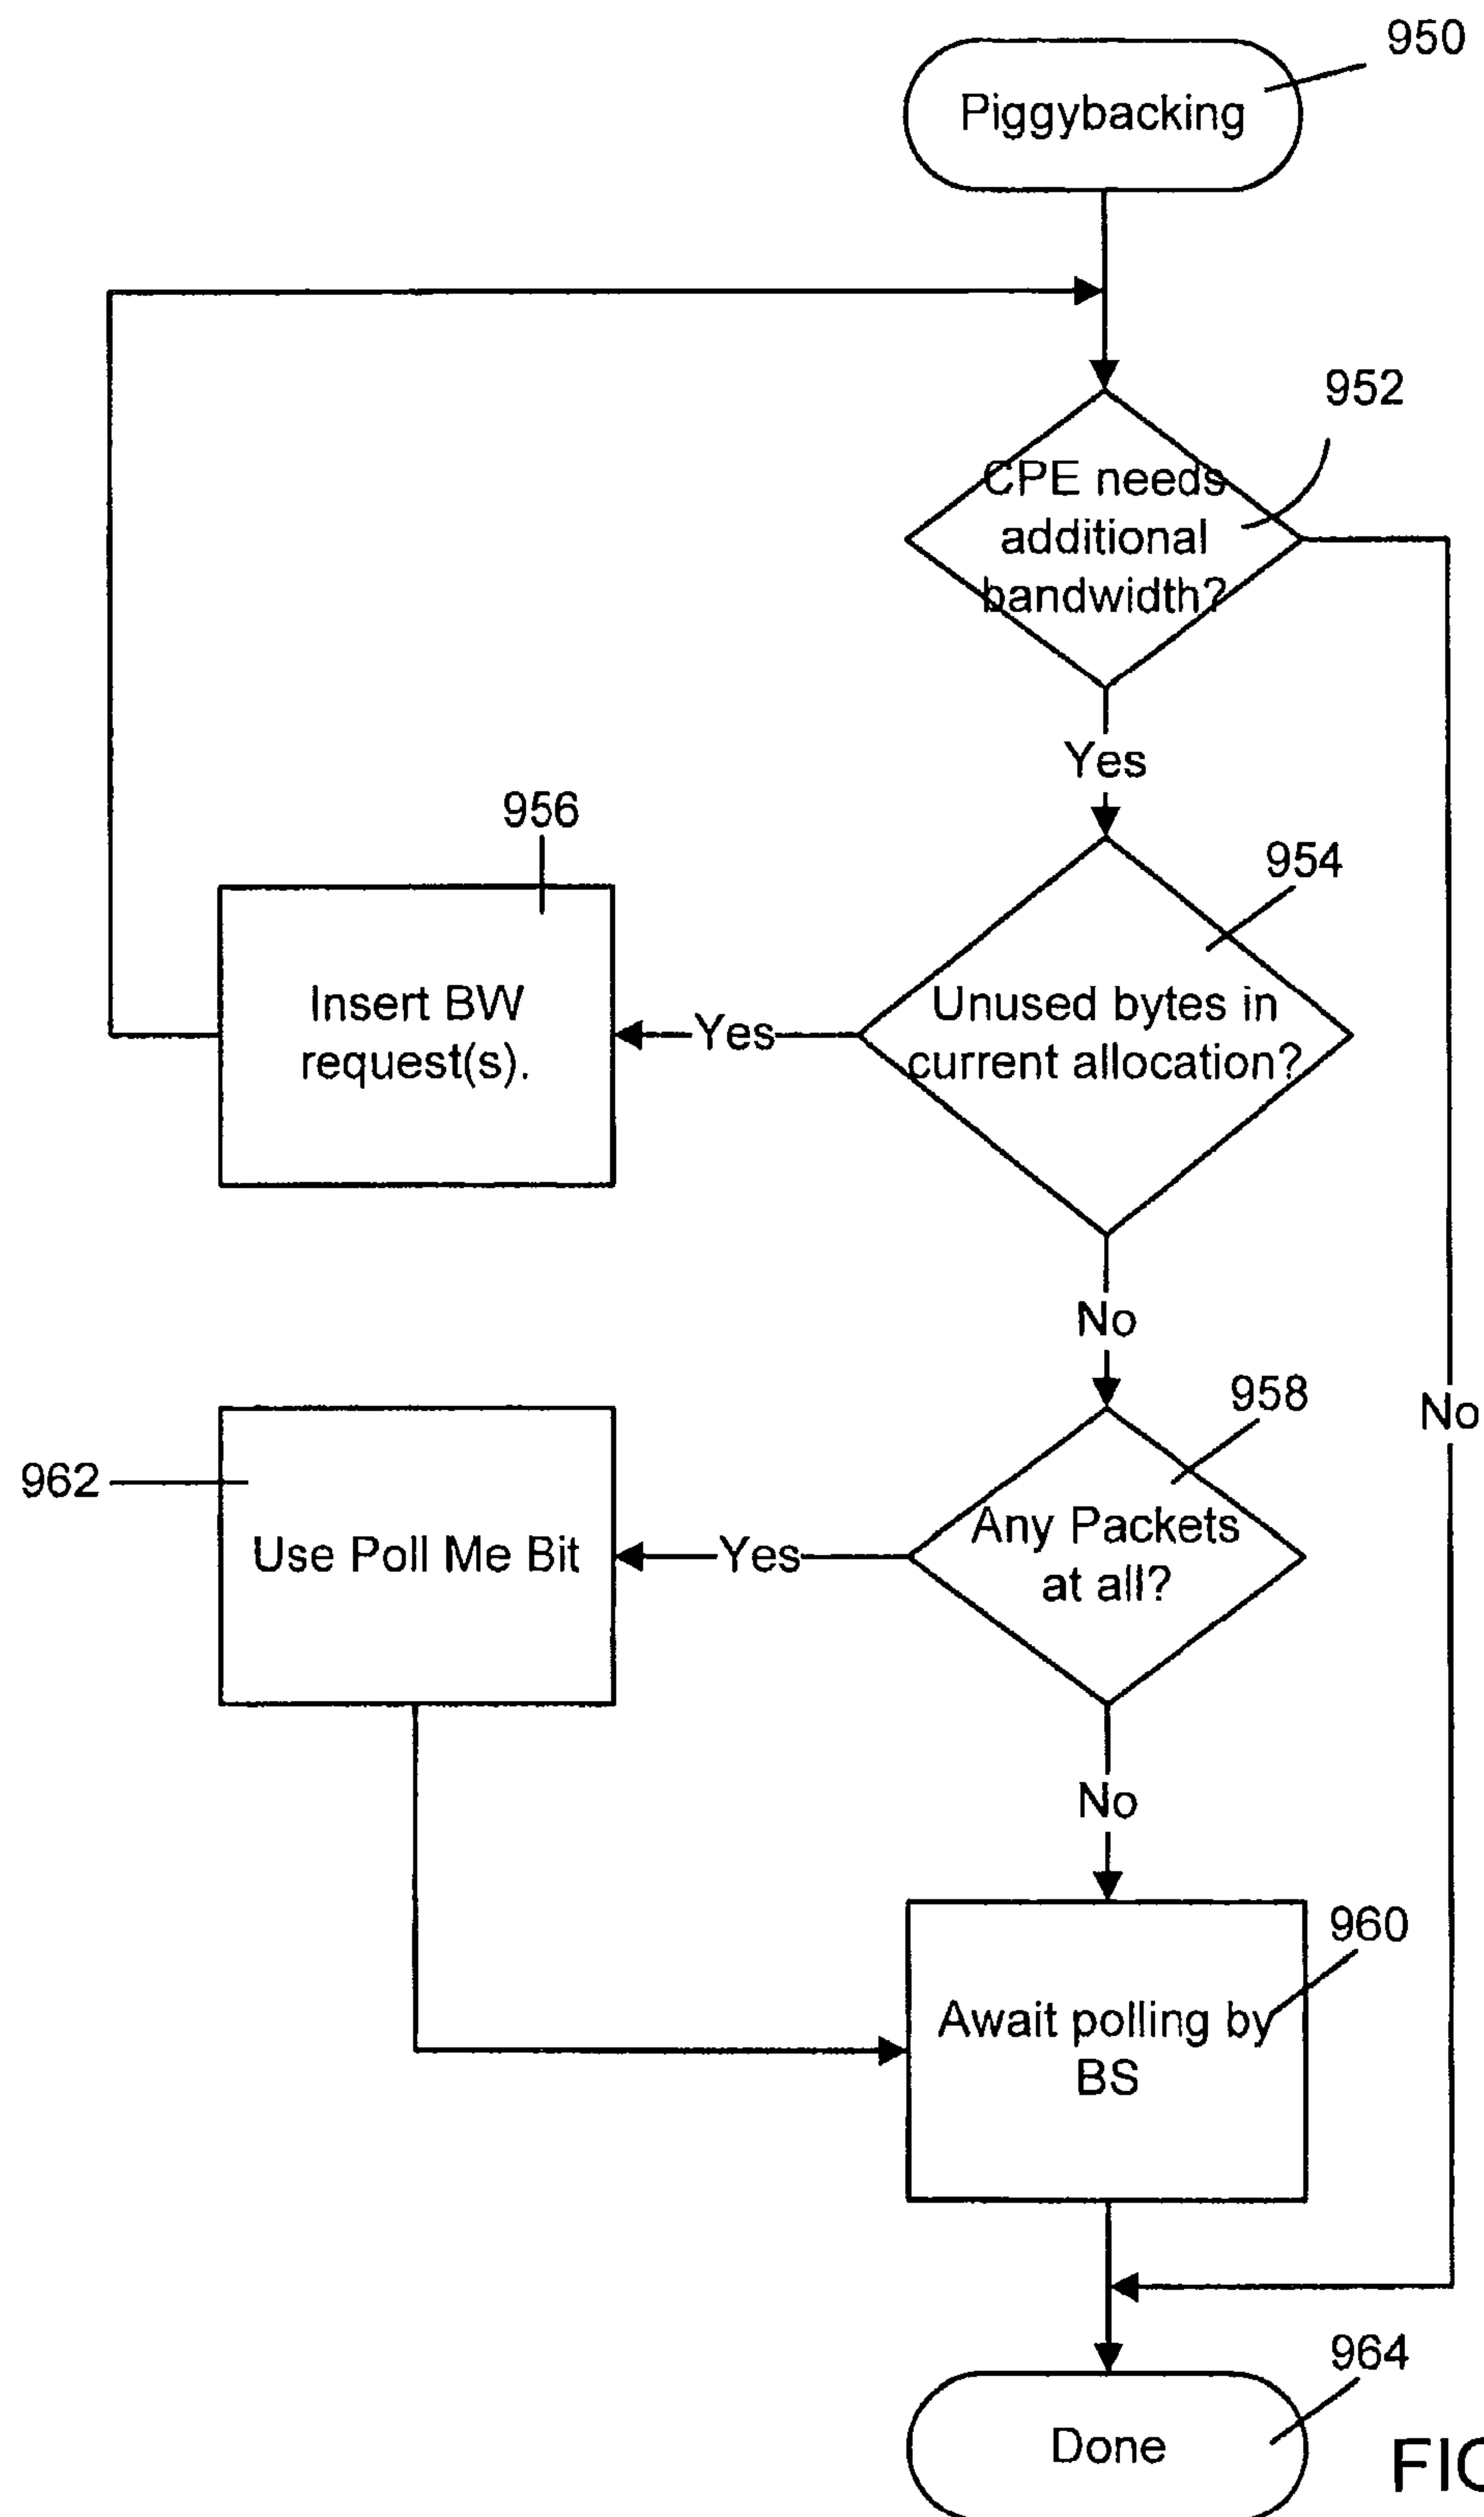 950
Piggybacking
952
CPE needs
additional
bandwidth?
Yes
956
954
Insert BW
request(s).
Yes
Unused bytes in
current allocation?
No
958
No
962
Use Poll Me Bit
Yes
Any Packets
at all?
No
960
Await polling by
BS
964
Done